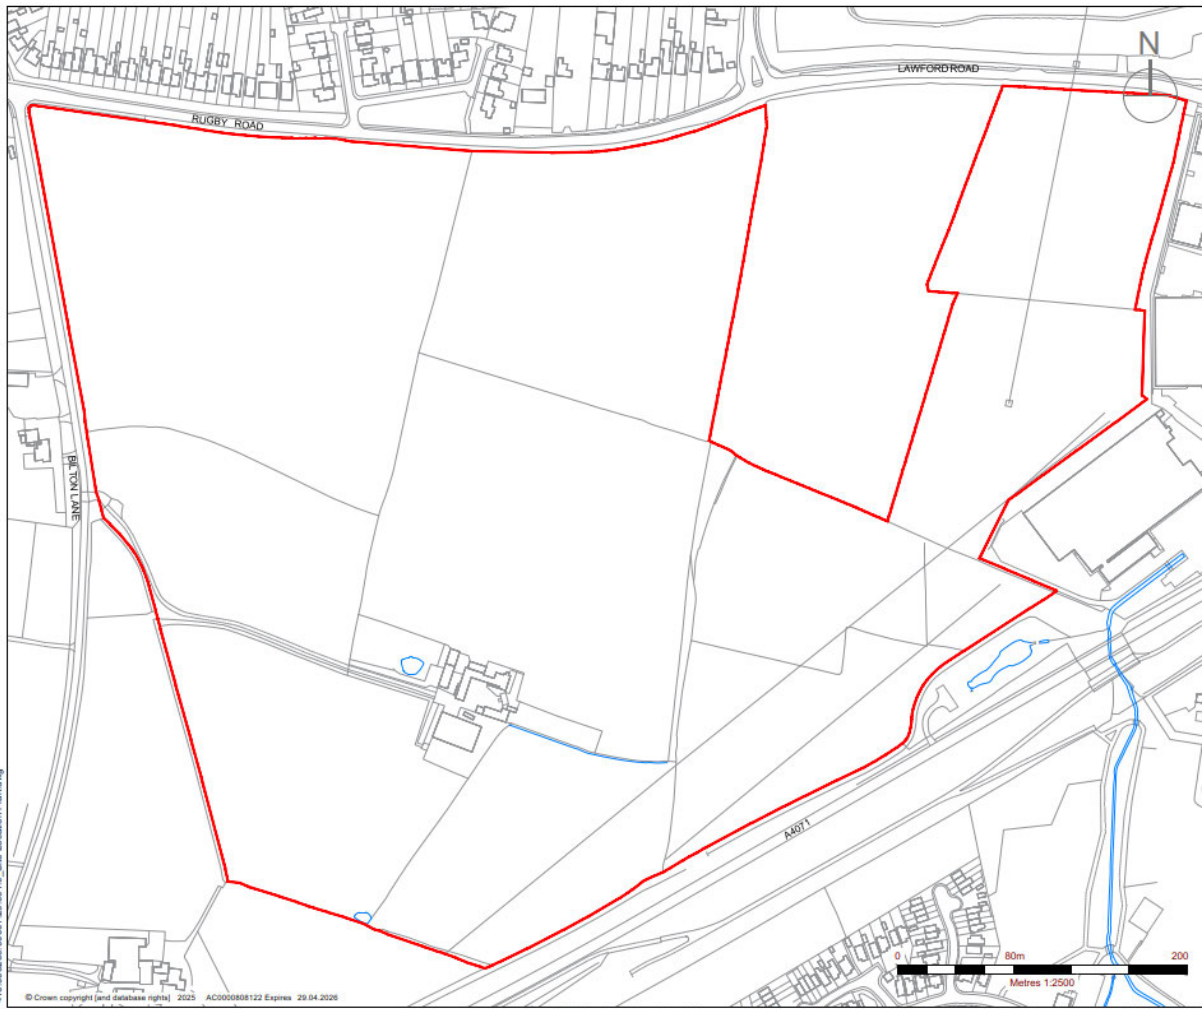 N
LAWFORD ROAD
RUGBY ROAD
BILTON LANE
A4071
0 80m 200
Metres 1:2500
© Crown copyright [and database rights] 2025 AC0000808122 Expires 29.04.2026